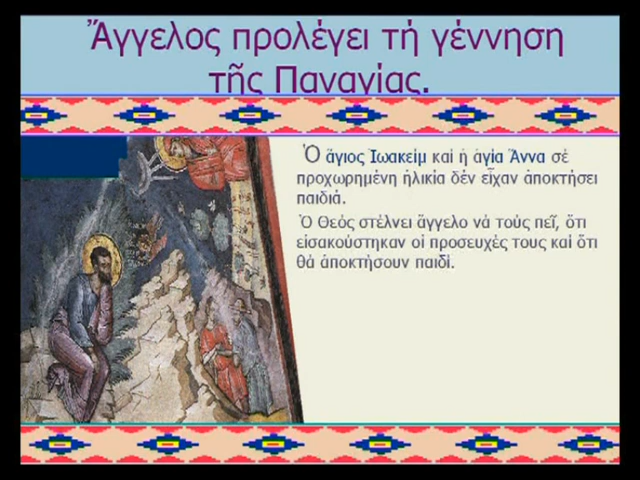 Ἄγγελος προλέγει τή γέννηση
τῆς Παναγίας.
Ὁ ἅγιος Ἰωακείμ καί ἡ ἁγία Ἄννα σέ
προχωρημένη ἡλικία δέν εἶχαν ἀποκτήσει
παιδιά.
Ὁ Θεός στέλνει ἄγγελο νά τούς πεῖ, ὅτι
εἰσακούστηκαν οἱ προσευχές τους καί ὅτι
θά ἀποκτήσουν παιδί.